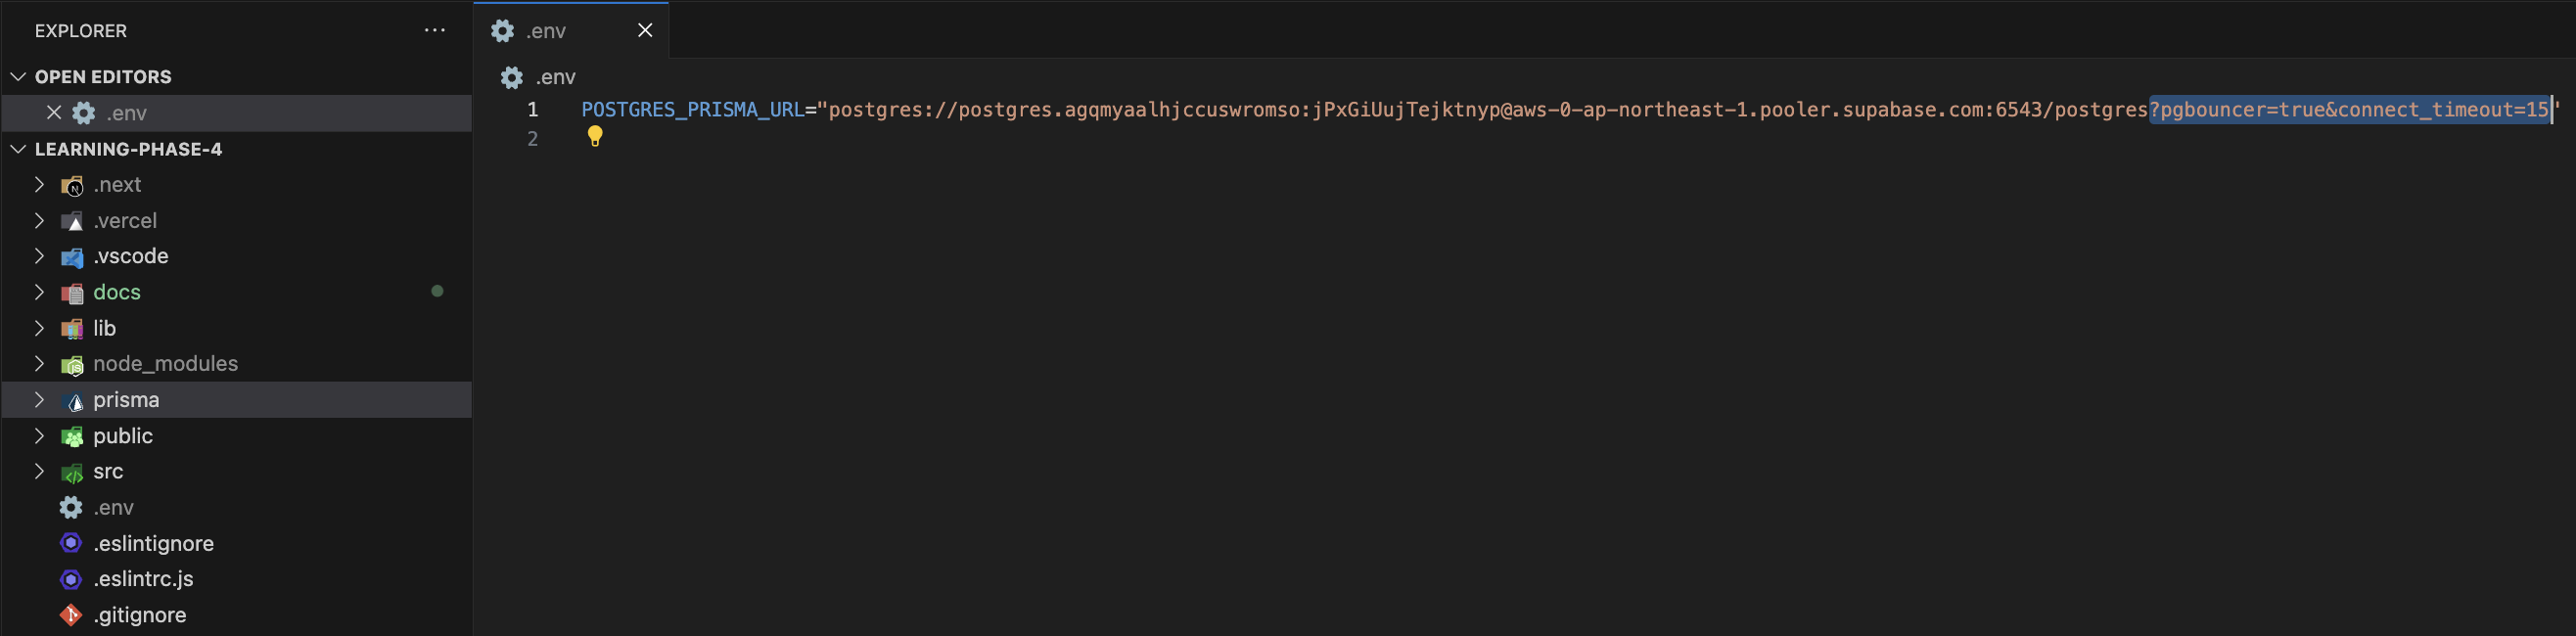 EXPLORER
OPEN EDITORS
.env
LEARNING-PHASE-4
.next
.vercel
.vscode
docs
lib
node_modules
prisma
public
src
.env
.eslintignore
.eslintrc.js
.gitignore
.env
.env
1 POSTGRES_PRISMA_URL="postgres://postgres.agqmyaalhjccuswromso:jPxGiUujTejktnyp@aws-0-ap-northeast-1.pooler.supabase.com:6543/postgres?pgbouncer=true&connect_timeout=15"
2